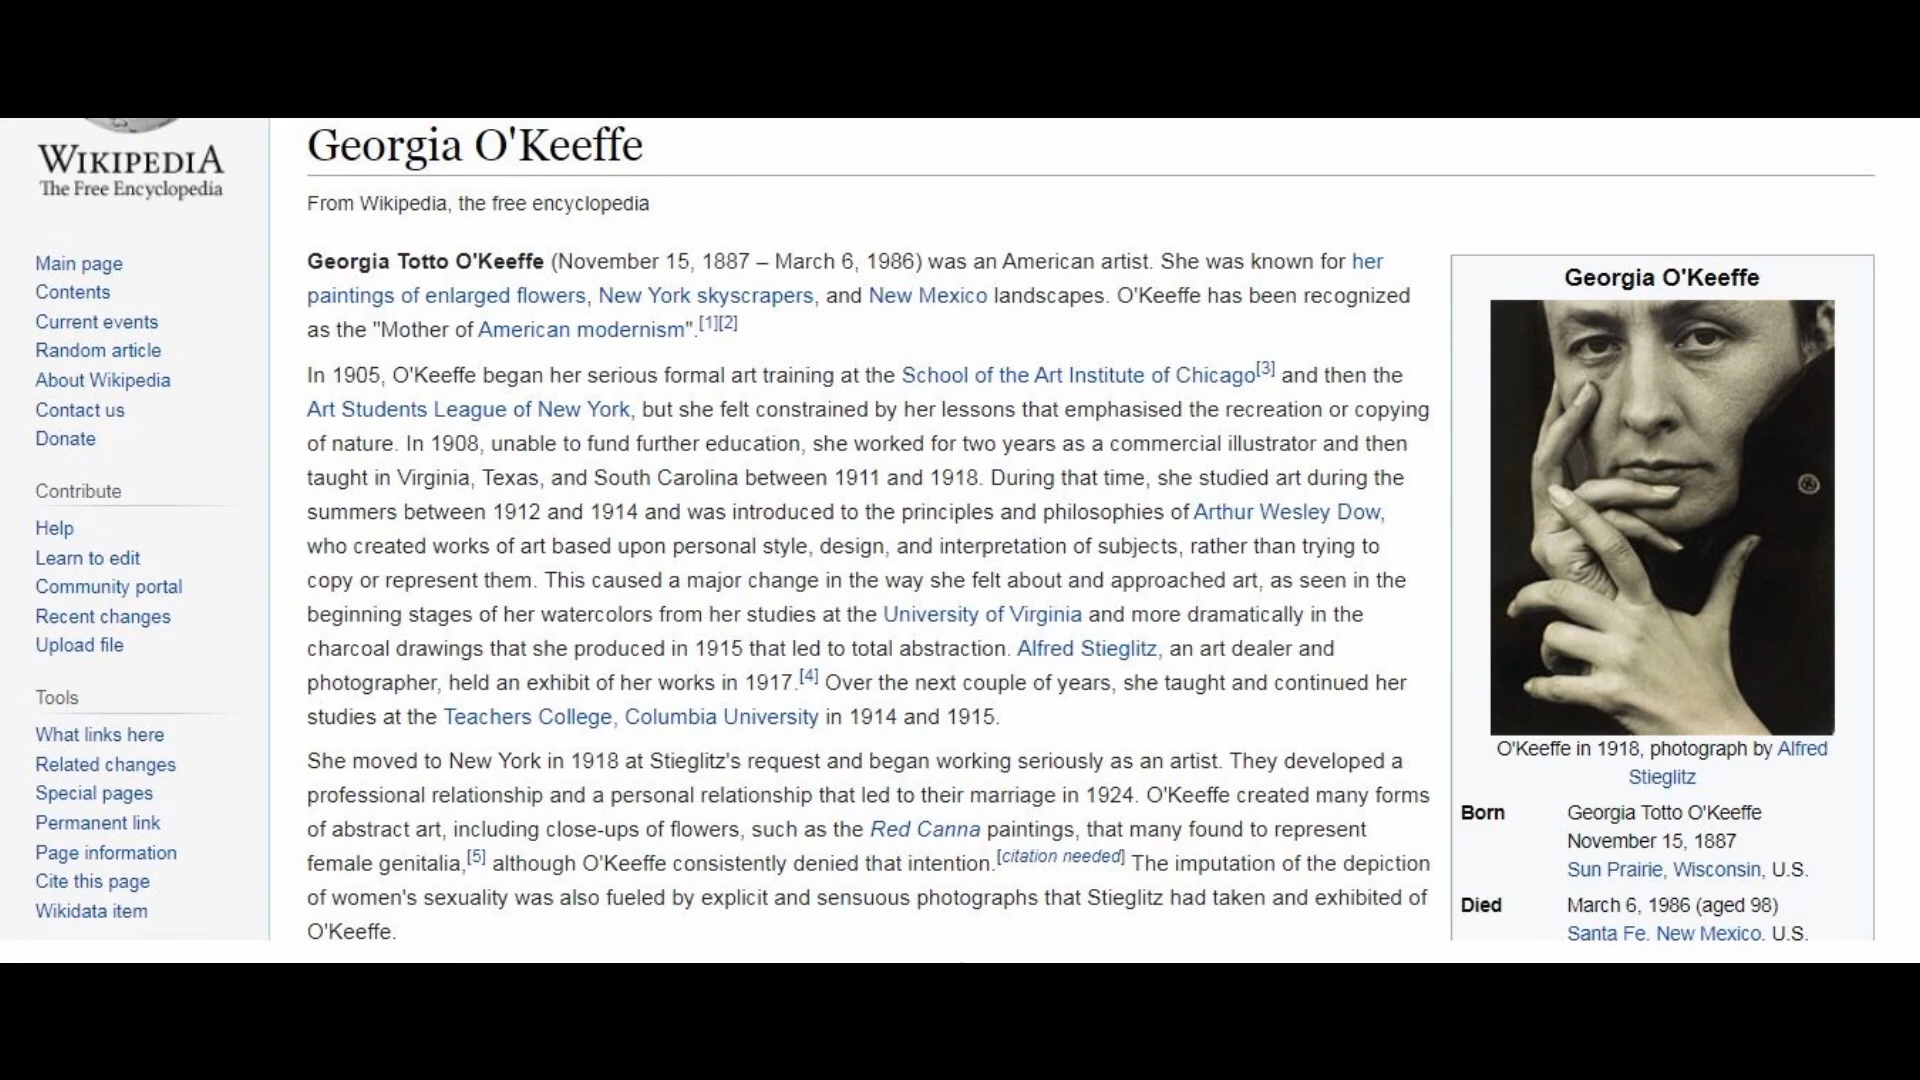 WIKIPEDIA
The Free Encyclopedia
Main page
Contents
Current events
Random article
About Wikipedia
Contact us
Donate
Contribute
Help
Learn to edit
Community portal
Recent changes
Upload file
Tools
What links here
Related changes
Special pages
Permanent link
Page information
Cite this page
Wikidata item
Georgia O'Keeffe
From Wikipedia, the free encyclopedia
Georgia Totto O'Keeffe (November 15, 1887 – March 6, 1986) was an American artist. She was known for her
paintings of enlarged flowers, New York skyscrapers, and New Mexico landscapes. O'Keeffe has been recognized
as the "Mother of American modernism".[1][2]
In 1905, O'Keeffe began her serious formal art training at the School of the Art Institute of Chicago[3] and then the
Art Students League of New York, but she felt constrained by her lessons that emphasised the recreation or copying
of nature. In 1908, unable to fund further education, she worked for two years as a commercial illustrator and then
taught in Virginia, Texas, and South Carolina between 1911 and 1918. During that time, she studied art during the
summers between 1912 and 1914 and was introduced to the principles and philosophies of Arthur Wesley Dow,
who created works of art based upon personal style, design, and interpretation of subjects, rather than trying to
copy or represent them. This caused a major change in the way she felt about and approached art, as seen in the
beginning stages of her watercolors from her studies at the University of Virginia and more dramatically in the
charcoal drawings that she produced in 1915 that led to total abstraction. Alfred Stieglitz, an art dealer and
photographer, held an exhibit of her works in 1917.[4] Over the next couple of years, she taught and continued her
studies at the Teachers College, Columbia University in 1914 and 1915.
She moved to New York in 1918 at Stieglitz's request and began working seriously as an artist. They developed a
professional relationship and a personal relationship that led to their marriage in 1924. O'Keeffe created many forms
of abstract art, including close-ups of flowers, such as the Red Canna paintings, that many found to represent
female genitalia,[5] although O'Keeffe consistently denied that intention.[citation needed] The imputation of the depiction
of women's sexuality was also fueled by explicit and sensuous photographs that Stieglitz had taken and exhibited of
O'Keeffe.
Georgia O'Keeffe
O'Keeffe in 1918, photograph by Alfred
Stieglitz
Born Georgia Totto O'Keeffe
November 15, 1887
Sun Prairie, Wisconsin, U.S.
Died March 6, 1986 (aged 98)
Santa Fe, New Mexico, U.S.